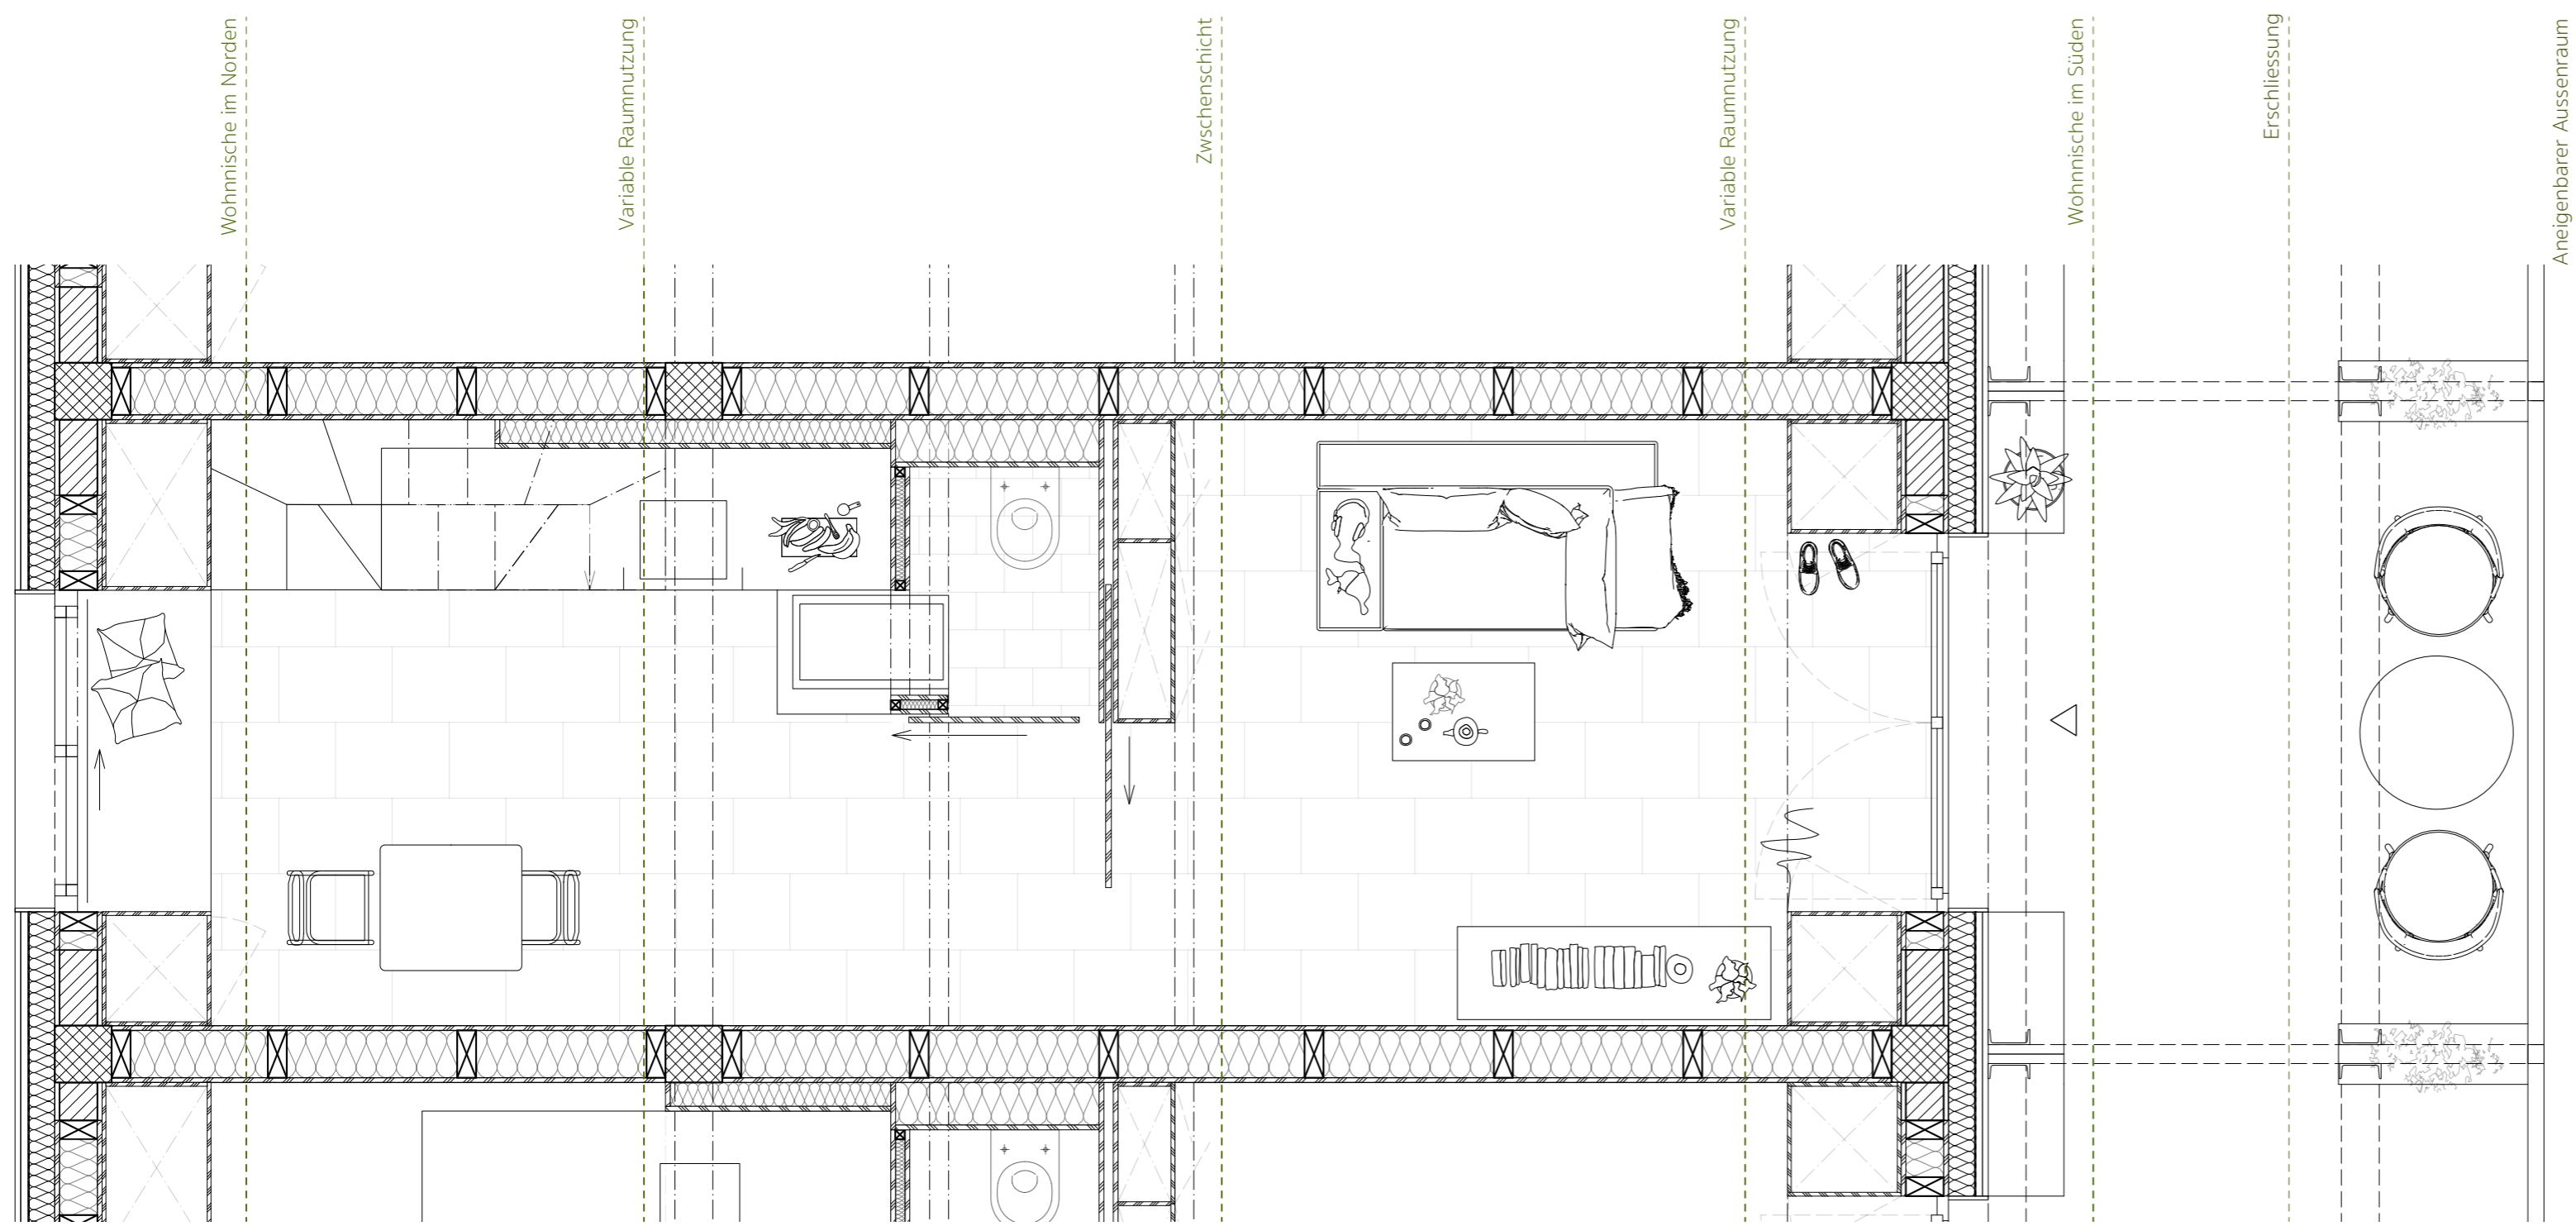 Wohnnische im Norden
Variable Raumnutzung
Zwschenschicht
Variable Raumnutzung
Wohnnische im Süden
Erschliessung
Aneigenbarer Aussenraum